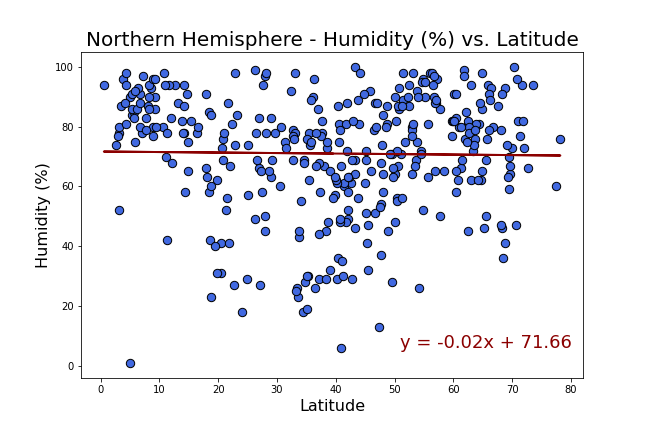 Northern Hemisphere - Humidity (%) vs. Latitude
Humidity (%)
100
80
60
40
20
0
y = -0.02x + 71.66
0 10 20 30 40 50 60 70 80
Latitude